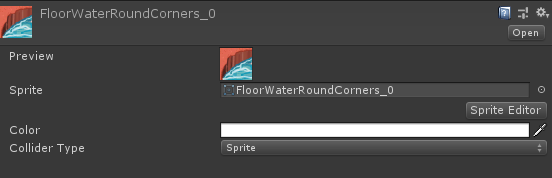 FloorWaterRoundCorners_0
Open
Preview
Sprite
FloorWaterRoundCorners_0
Sprite Editor
Color
Collider Type
Sprite